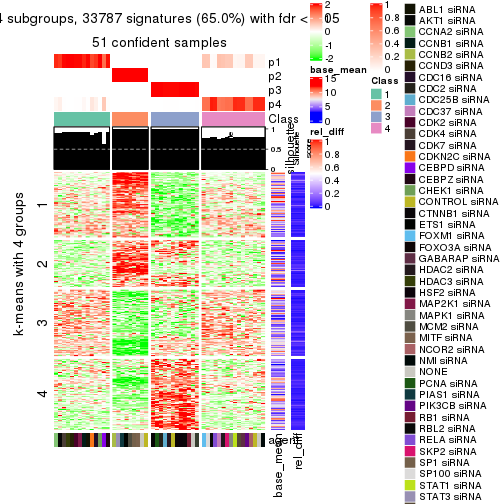 4 subgroups, 33787 signatures (65.0%) with fdr < 0.05
51 confident samples
p1
p2
p3
p4
Class
silhouette
1
0.5
0
k-means with 4 groups
1
2
3
4
agent
base_mean
rel_diff
2
1
0
-1
-2
base_mean
15
10
5
0
rel_diff
1
0.8
0.6
0.4
0.2
0
1
0.8
0.6
0.4
0.2
0
Class
1
2
3
4
ABL1 siRNA
AKT1 siRNA
CCNA2 siRNA
CCNB1 siRNA
CCNB2 siRNA
CCND3 siRNA
CDC16 siRNA
CDC2 siRNA
CDC25B siRNA
CDC37 siRNA
CDK2 siRNA
CDK4 siRNA
CDK7 siRNA
CDKN2C siRNA
CEBPD siRNA
CEBPZ siRNA
CHEK1 siRNA
CONTROL siRNA
CTNNB1 siRNA
ETS1 siRNA
FOXM1 siRNA
FOXO3A siRNA
GABARAP siRNA
HDAC2 siRNA
HDAC3 siRNA
HSF2 siRNA
MAP2K1 siRNA
MAPK1 siRNA
MCM2 siRNA
MITF siRNA
NCOR2 siRNA
NMI siRNA
NONE
PCNA siRNA
PIAS1 siRNA
PIK3CB siRNA
RB1 siRNA
RBL2 siRNA
RELA siRNA
SKP2 siRNA
SP1 siRNA
SP100 siRNA
STAT1 siRNA
STAT3 siRNA